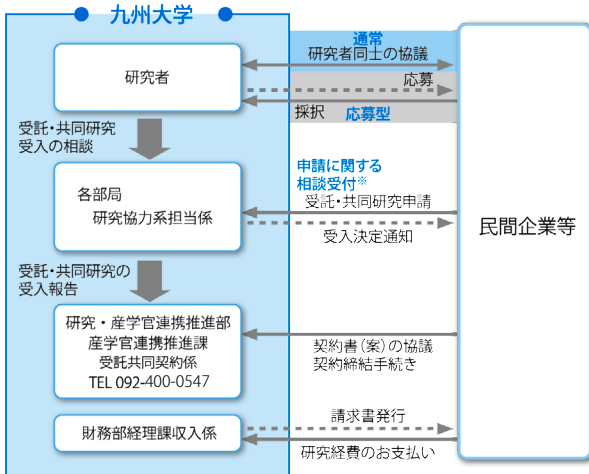 九州大学
通常
研究者同士の協議
研究者
応募
採択 応募型
受託・共同研究
受入の相談
申請に関する
相談受付※
各部局
研究協力系担当係
受託・共同研究申請
受入決定通知
民間企業等
受託・共同研究の
受入報告
研究・産学官連携推進部
産学官連携推進課
受託共同契約係
TEL 092-400-0547
契約書（案）の協議
契約締結手続き
請求書発行
財務部経理課収入係
研究経費のお支払い